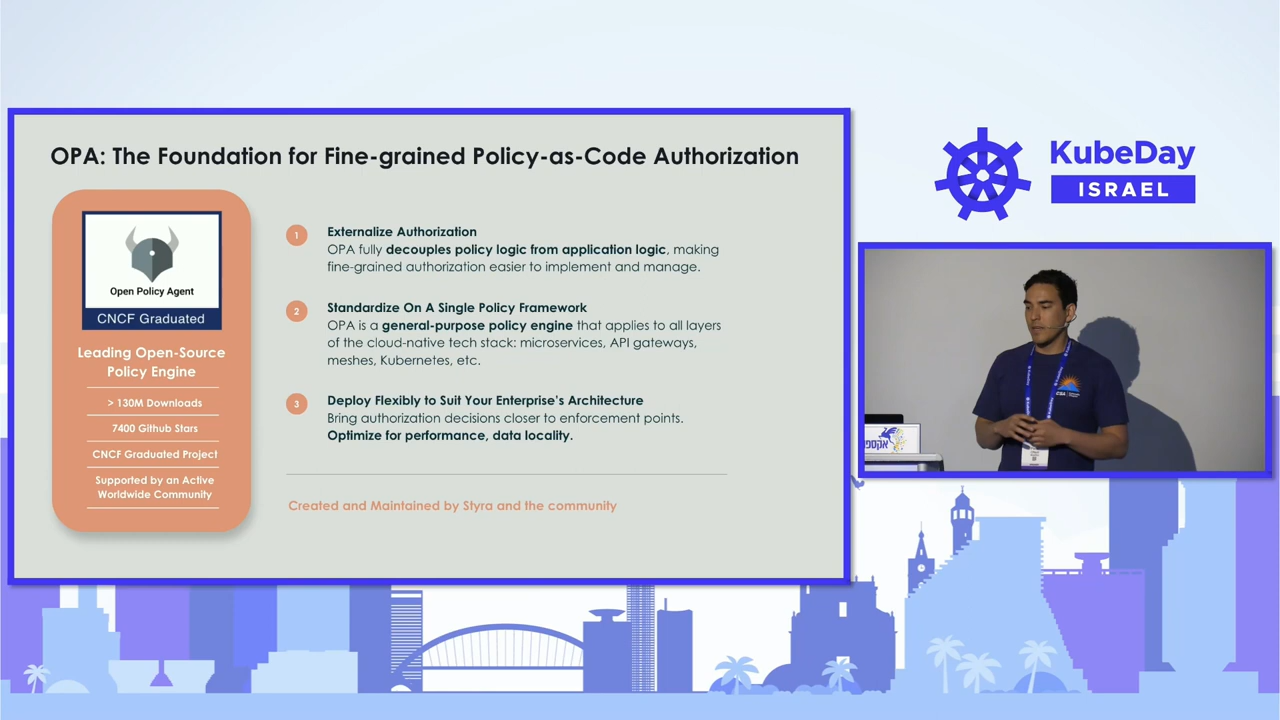 OPA: The Foundation for Fine-grained Policy-as-Code Authorization
Open Policy Agent
CNCF Graduated
Leading Open-Source
Policy Engine
> 130M Downloads
7400 Github Stars
CNCF Graduated Project
Supported by an Active
Worldwide Community
1
Externalize Authorization
OPA fully decouples policy logic from application logic, making
fine-grained authorization easier to implement and manage.
2
Standardize On A Single Policy Framework
OPA is a general-purpose policy engine that applies to all layers
of the cloud-native tech stack: microservices, API gateways,
meshes, Kubernetes, etc.
3
Deploy Flexibly to Suit Your Enterprise's Architecture
Bring authorization decisions closer to enforcement points.
Optimize for performance, data locality.
Created and Maintained by Styra and the community
KubeDay
ISRAEL